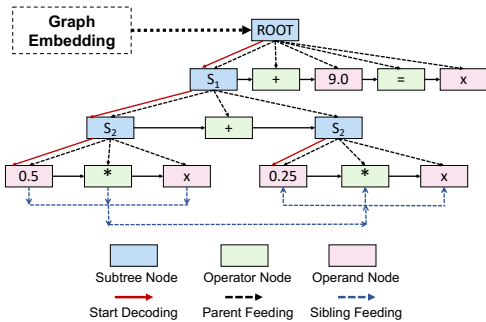 Graph
Embedding
ROOT
S₁ + 9.0 = x
S₂ + S₂
0.5 * x 0.25 * x
Subtree Node Operator Node Operand Node
Start Decoding Parent Feeding Sibling Feeding